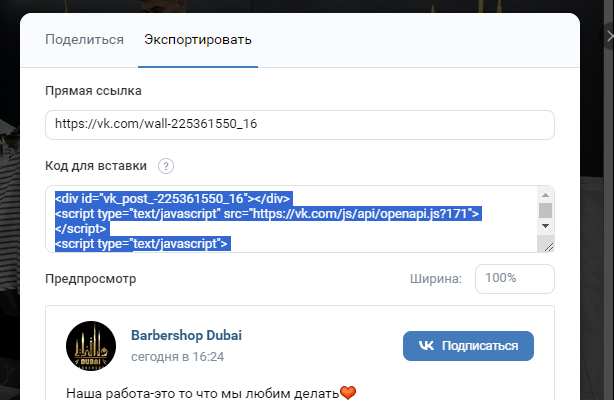 Поделиться
Экспортировать
Прямая ссылка
https://vk.com/wall-225361550_16
Код для вставки ?
<div id="vk_post_-225361550_16"></div>
<script type="text/javascript" src="https://vk.com/js/api/openapi.js?171">
</script>
<script type="text/javascript">
Предпросмотр
Ширина: 100%
DUBAI
Barbershop Dubai
сегодня в 16:24
Подписаться
Наша работа-это то что мы любим делать❤️